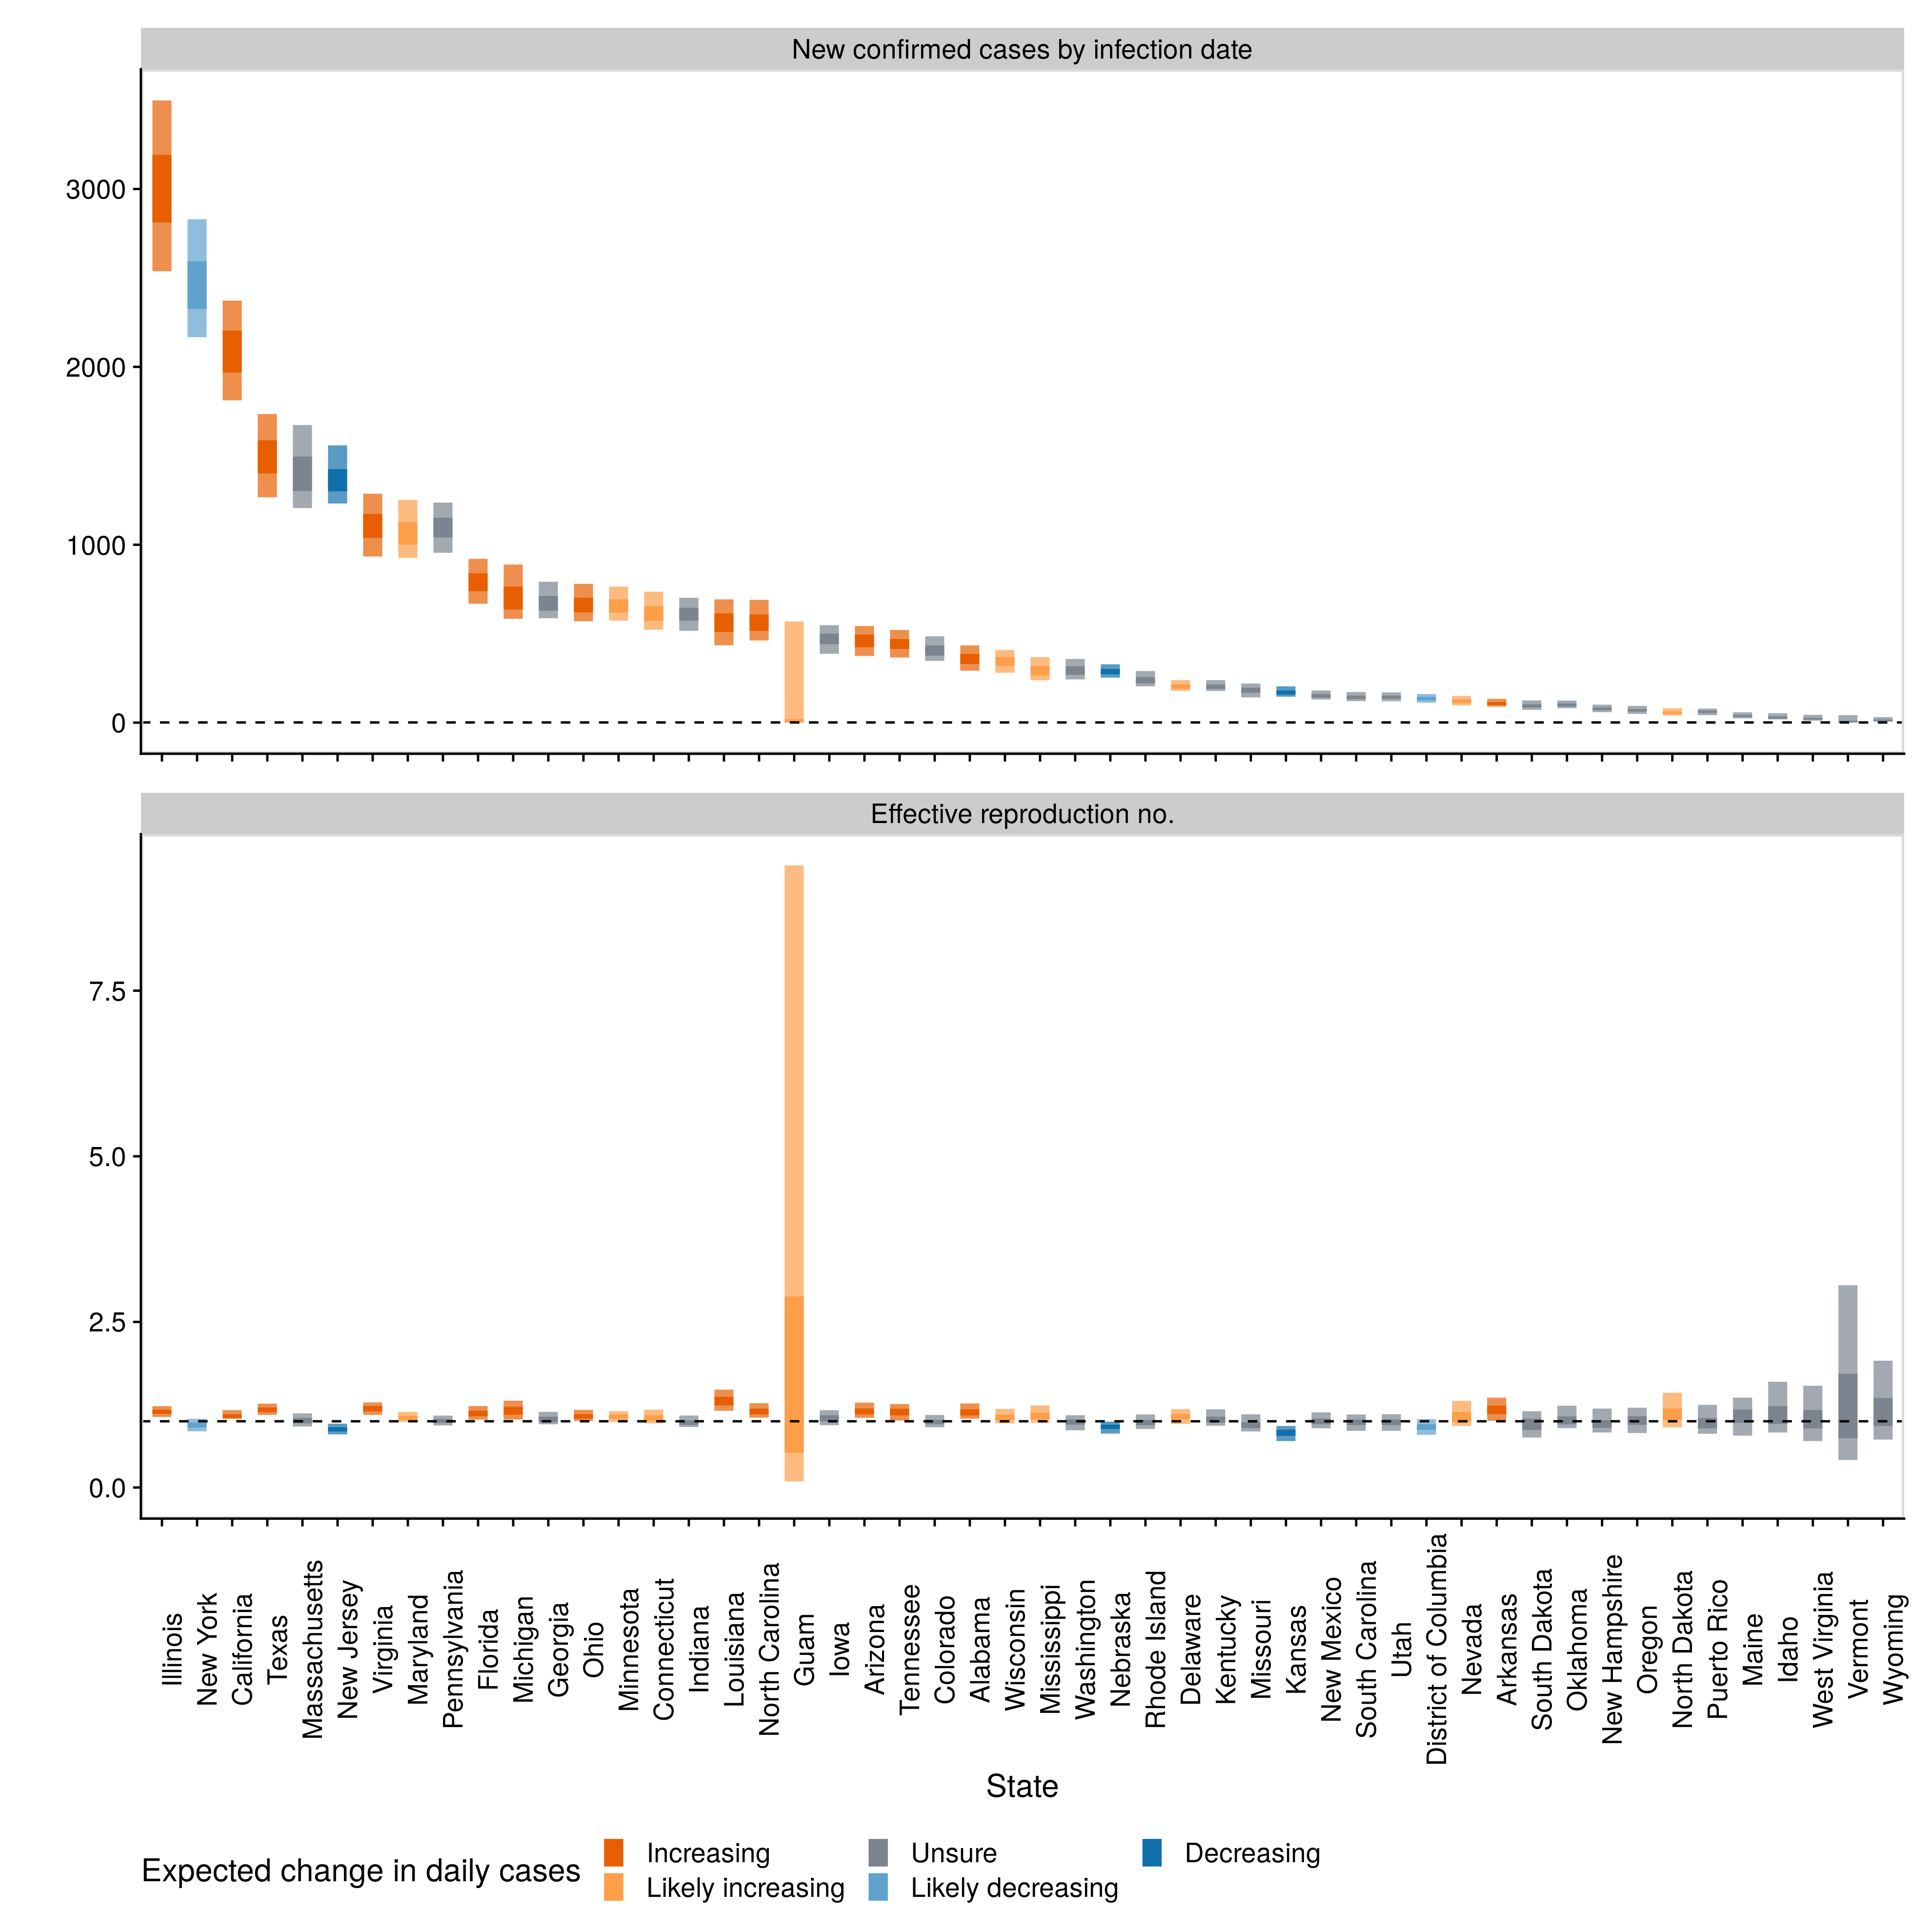 New confirmed cases by infection date
3000
2000
1000
0
Effective reproduction no.
7.5
5.0
2.5
0.0
Illinois
New York
California
Texas
Massachusetts
New Jersey
Virginia
Maryland
Pennsylvania
Florida
Michigan
Georgia
Ohio
Minnesota
Connecticut
Indiana
Louisiana
North Carolina
Guam
Iowa
Arizona
Tennessee
Colorado
Alabama
Wisconsin
Mississippi
Washington
Nebraska
Rhode Island
Delaware
Kentucky
Missouri
Kansas
New Mexico
South Carolina
Utah
District of Columbia
Nevada
Arkansas
South Dakota
Oklahoma
New Hampshire
Oregon
North Dakota
Puerto Rico
Maine
Idaho
West Virginia
Vermont
Wyoming
State
Expected change in daily cases
Increasing
Likely increasing
Unsure
Likely decreasing
Decreasing